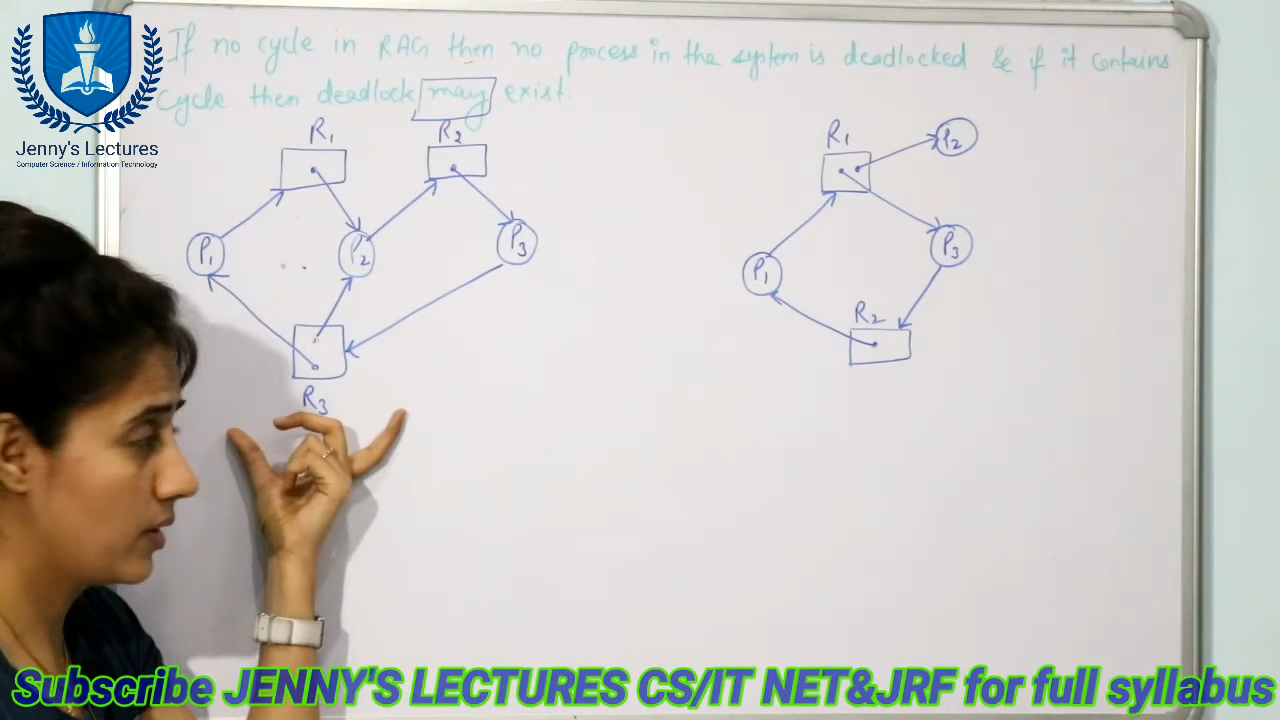 If no cycle in RAG then no process in the system is deadlocked & if it contains
cycle then deadlock may exist.
Jenny's Lectures
Computer Science / Information Technology
R1 R2
P1 P2 P3
R3
R1 P2
P1 P3
R2
Subscribe JENNY'S LECTURES CS/IT NET&JRF for full syllabus